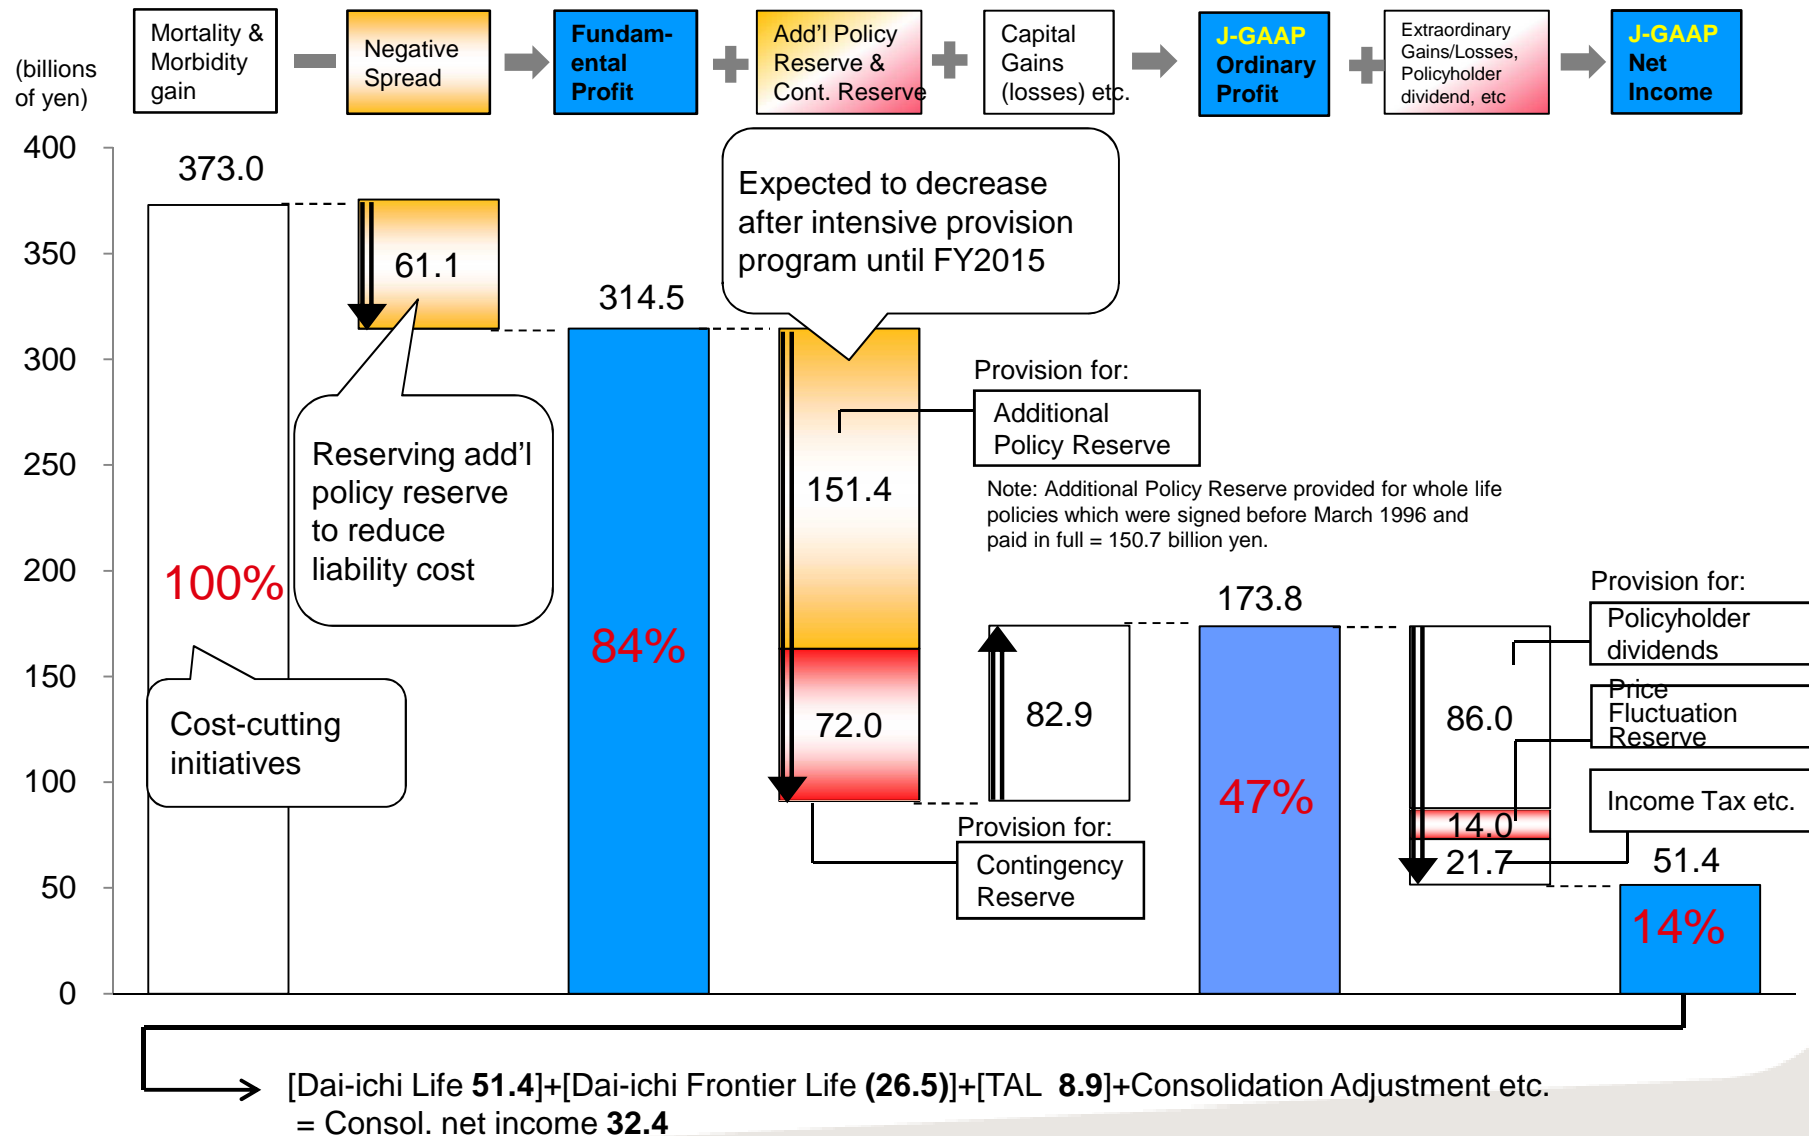 (billions
of yen)
Mortality &
Morbidity
gain
Negative
Spread
Fundam-
ental
Profit
Add’l Policy
Reserve &
Cont. Reserve
Capital
Gains
(losses) etc.
J-GAAP
Ordinary
Profit
Extraordinary
Gains/Losses,
Policyholder
dividend, etc
J-GAAP
Net
Income
400
350
300
250
200
150
100
50
0
373.0
100%
Cost-cutting
initiatives
61.1
Reserving add’l
policy reserve
to reduce
liability cost
314.5
84%
Expected to decrease
after intensive provision
program until FY2015
151.4
72.0
Provision for:
Additional
Policy Reserve
Note: Additional Policy Reserve provided for whole life
policies which were signed before March 1996 and
paid in full = 150.7 billion yen.
82.9
Provision for:
Contingency
Reserve
173.8
47%
86.0
14.0
21.7
Provision for:
Policyholder
dividends
Price
Fluctuation
Reserve
Income Tax etc.
51.4
14%
[Dai-ichi Life 51.4]+[Dai-ichi Frontier Life (26.5)]+[TAL 8.9]+Consolidation Adjustment etc.
= Consol. net income 32.4